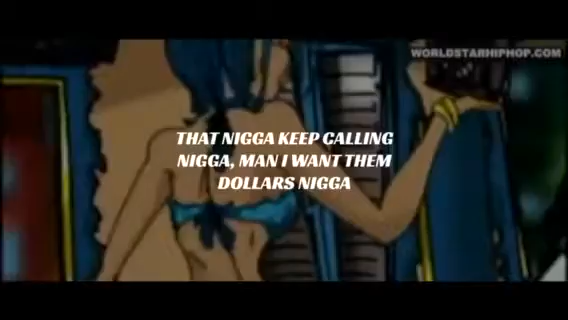 WORLDSTARHIPHOP.COM
THAT NIGGA KEEP CALLING
NIGGA, MAN I WANT THEM
DOLLARS NIGGA